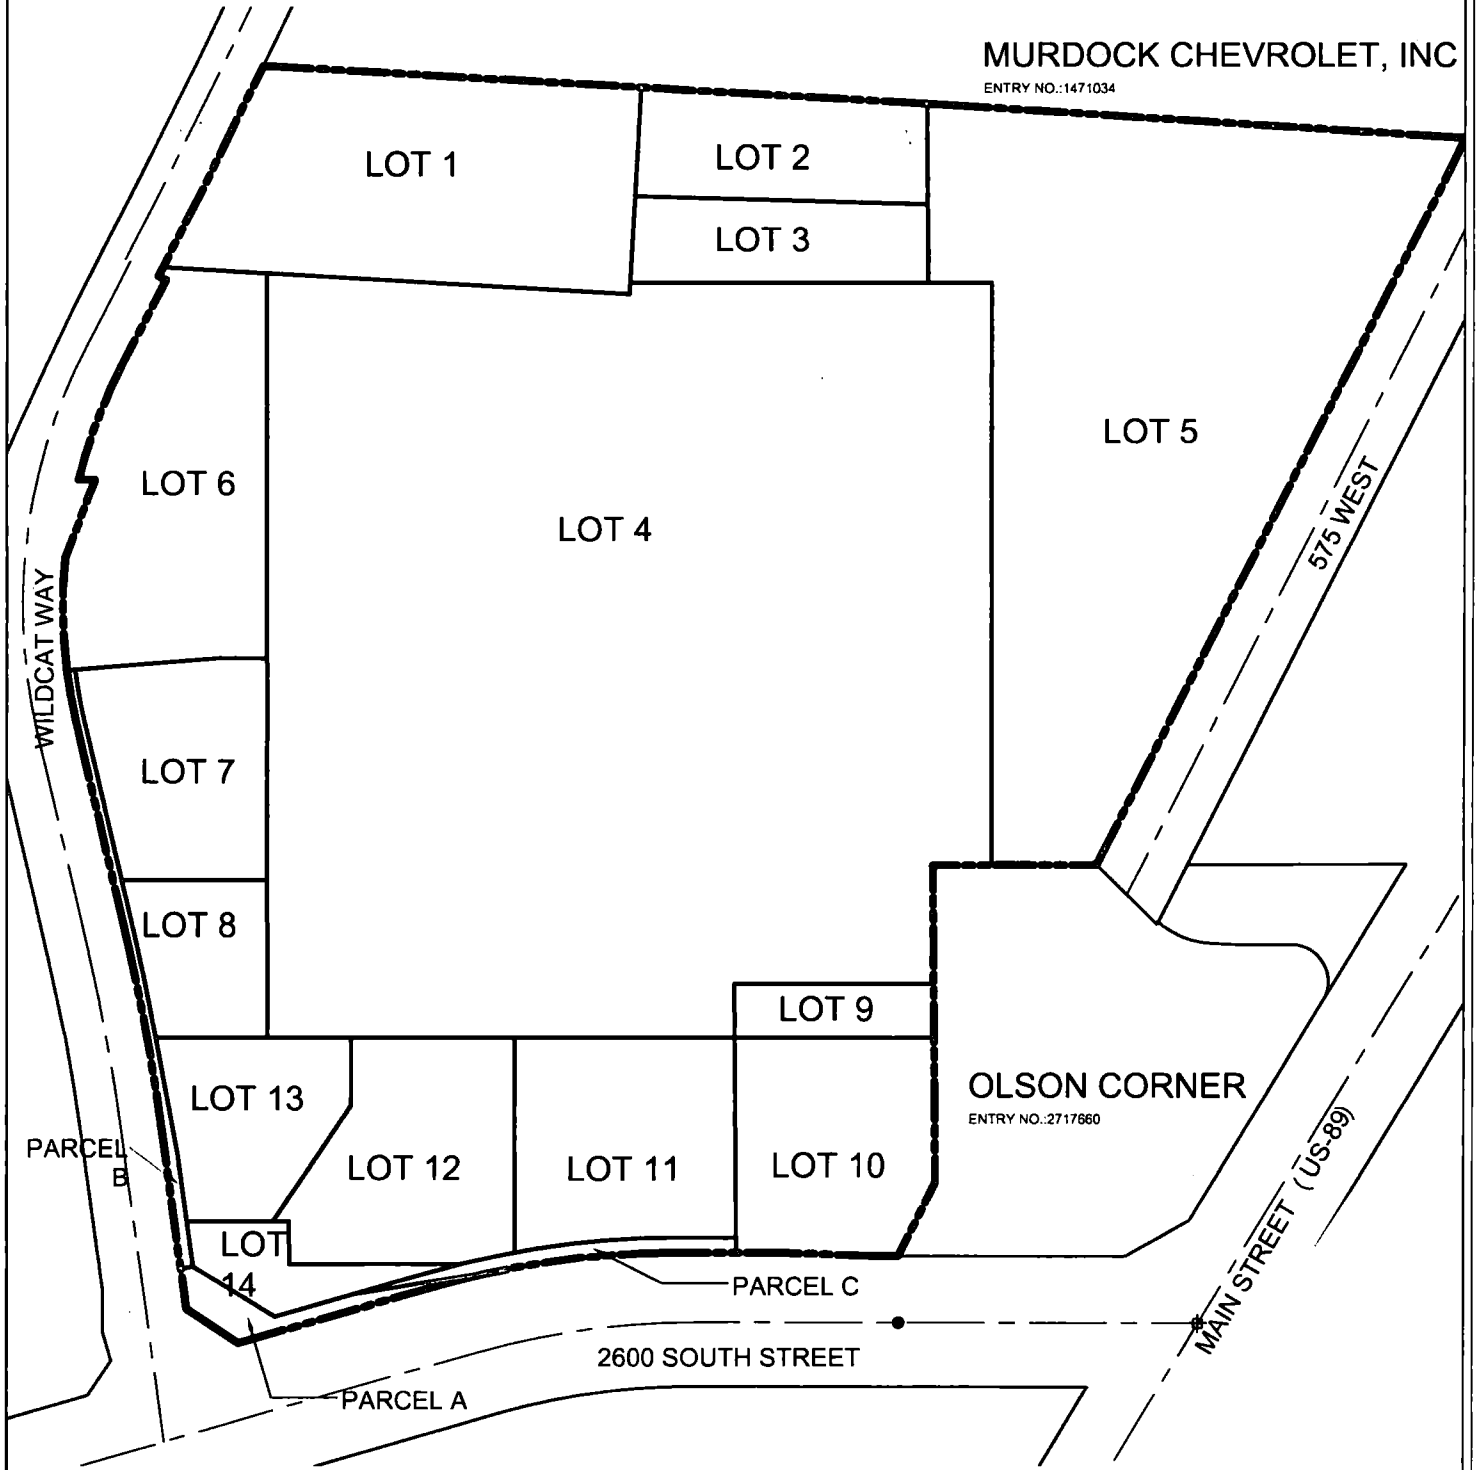 MURDOCK CHEVROLET, INC
ENTRY NO.:1471034
LOT 1
LOT 2
LOT 3
LOT 5
LOT 6
LOT 4
575 WEST
WILDCAT WAY
LOT 7
LOT 8
LOT 9
OLSON CORNER
ENTRY NO.:2717660
LOT 13
PARCEL
B
LOT 12
LOT 11
LOT 10
LOT
14
PARCEL C
MAIN STREET (US-89)
2600 SOUTH STREET
PARCEL A